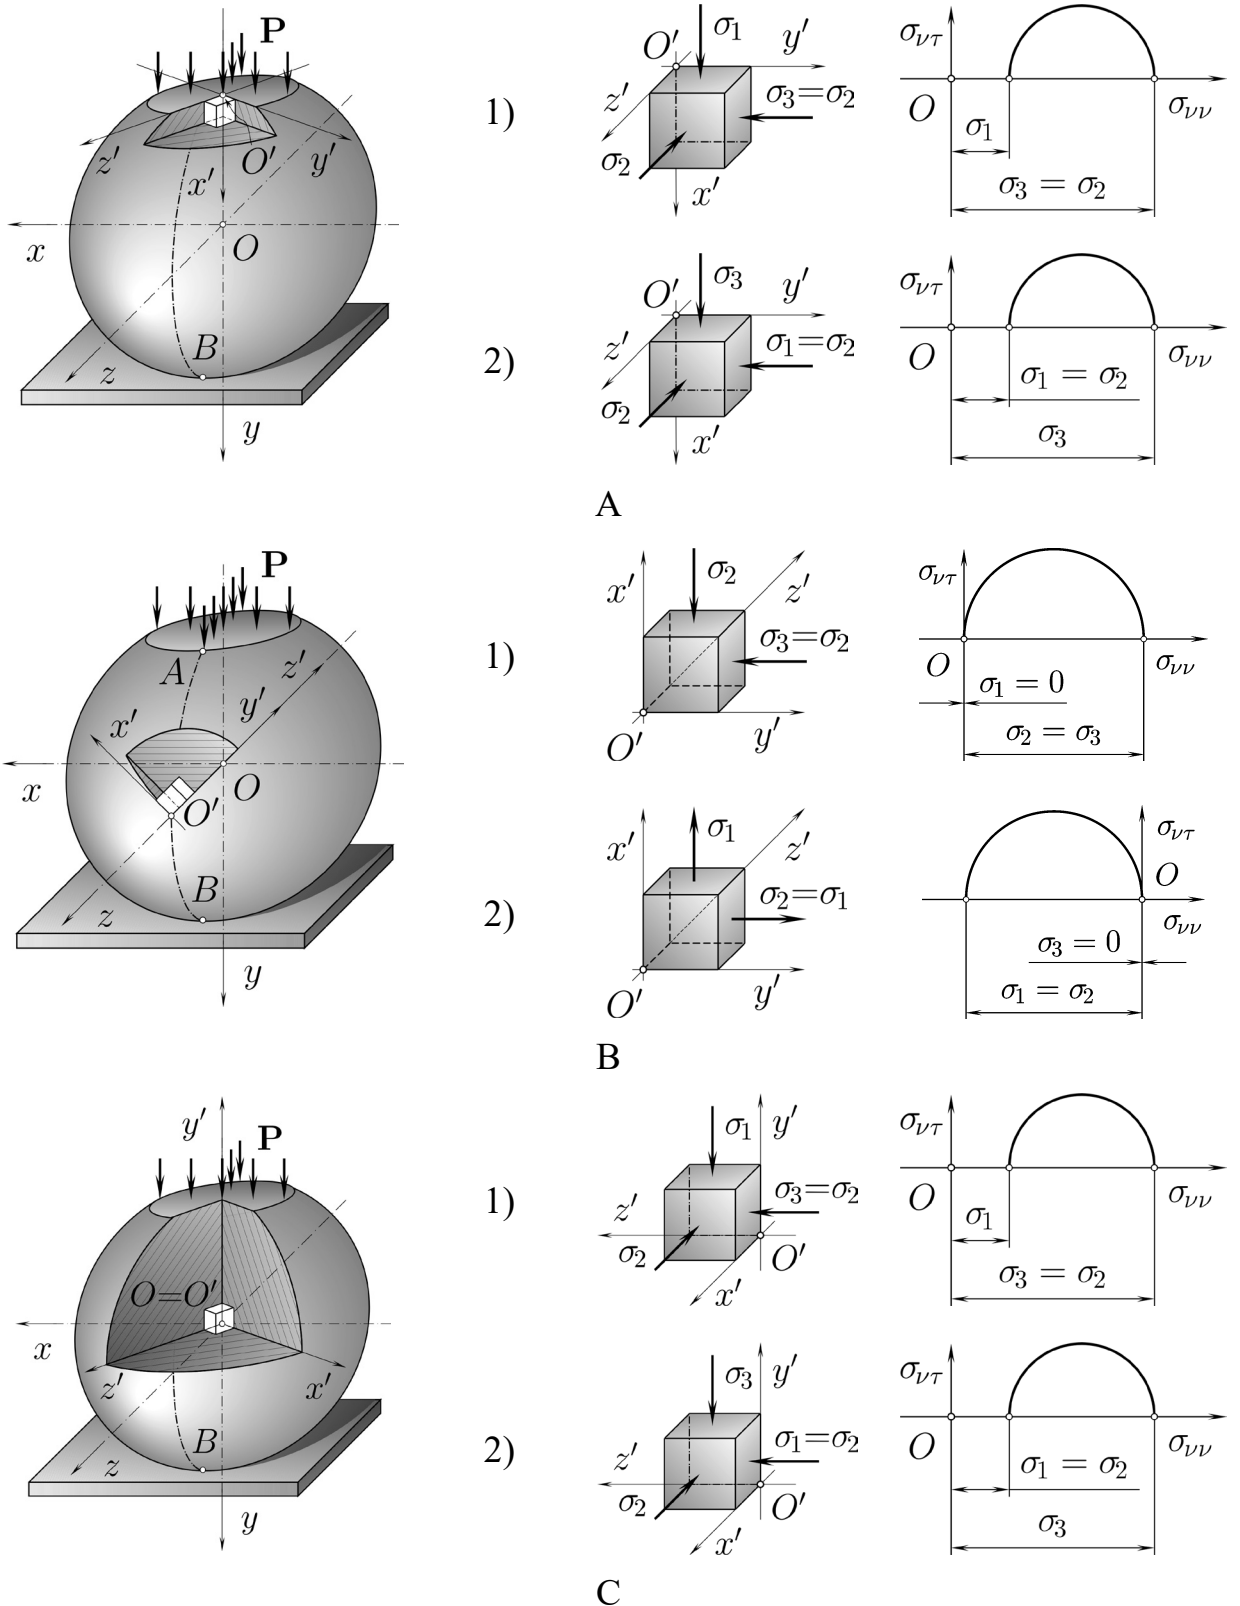 P
z′
O′
y′
x′
x
O
B
z
y
1)
O′
σ1
y′
z′
σ3=σ2
σ2
x′
σντ
O
σνν
σ1
σ3 = σ2
2)
O′
σ3
y′
z′
σ1=σ2
σ2
x′
σντ
O
σνν
σ1 = σ2
σ3
A
P
A
z′
y′
x′
x
O
O′
B
z
y
1)
x′
σ2
z′
σ3=σ2
O′
y′
σντ
O
σνν
σ1 = 0
σ2 = σ3
2)
x′
σ1
z′
σ2=σ1
O′
y′
σντ
O
σνν
σ3 = 0
σ1 = σ2
B
y′
P
O=O′
x
z′
x′
B
z
y
1)
σ1
y′
z′
σ3=σ2
σ2
O′
x′
σντ
O
σνν
σ1
σ3 = σ2
2)
σ3
y′
z′
σ1=σ2
σ2
O′
x′
σντ
O
σνν
σ1 = σ2
σ3
C